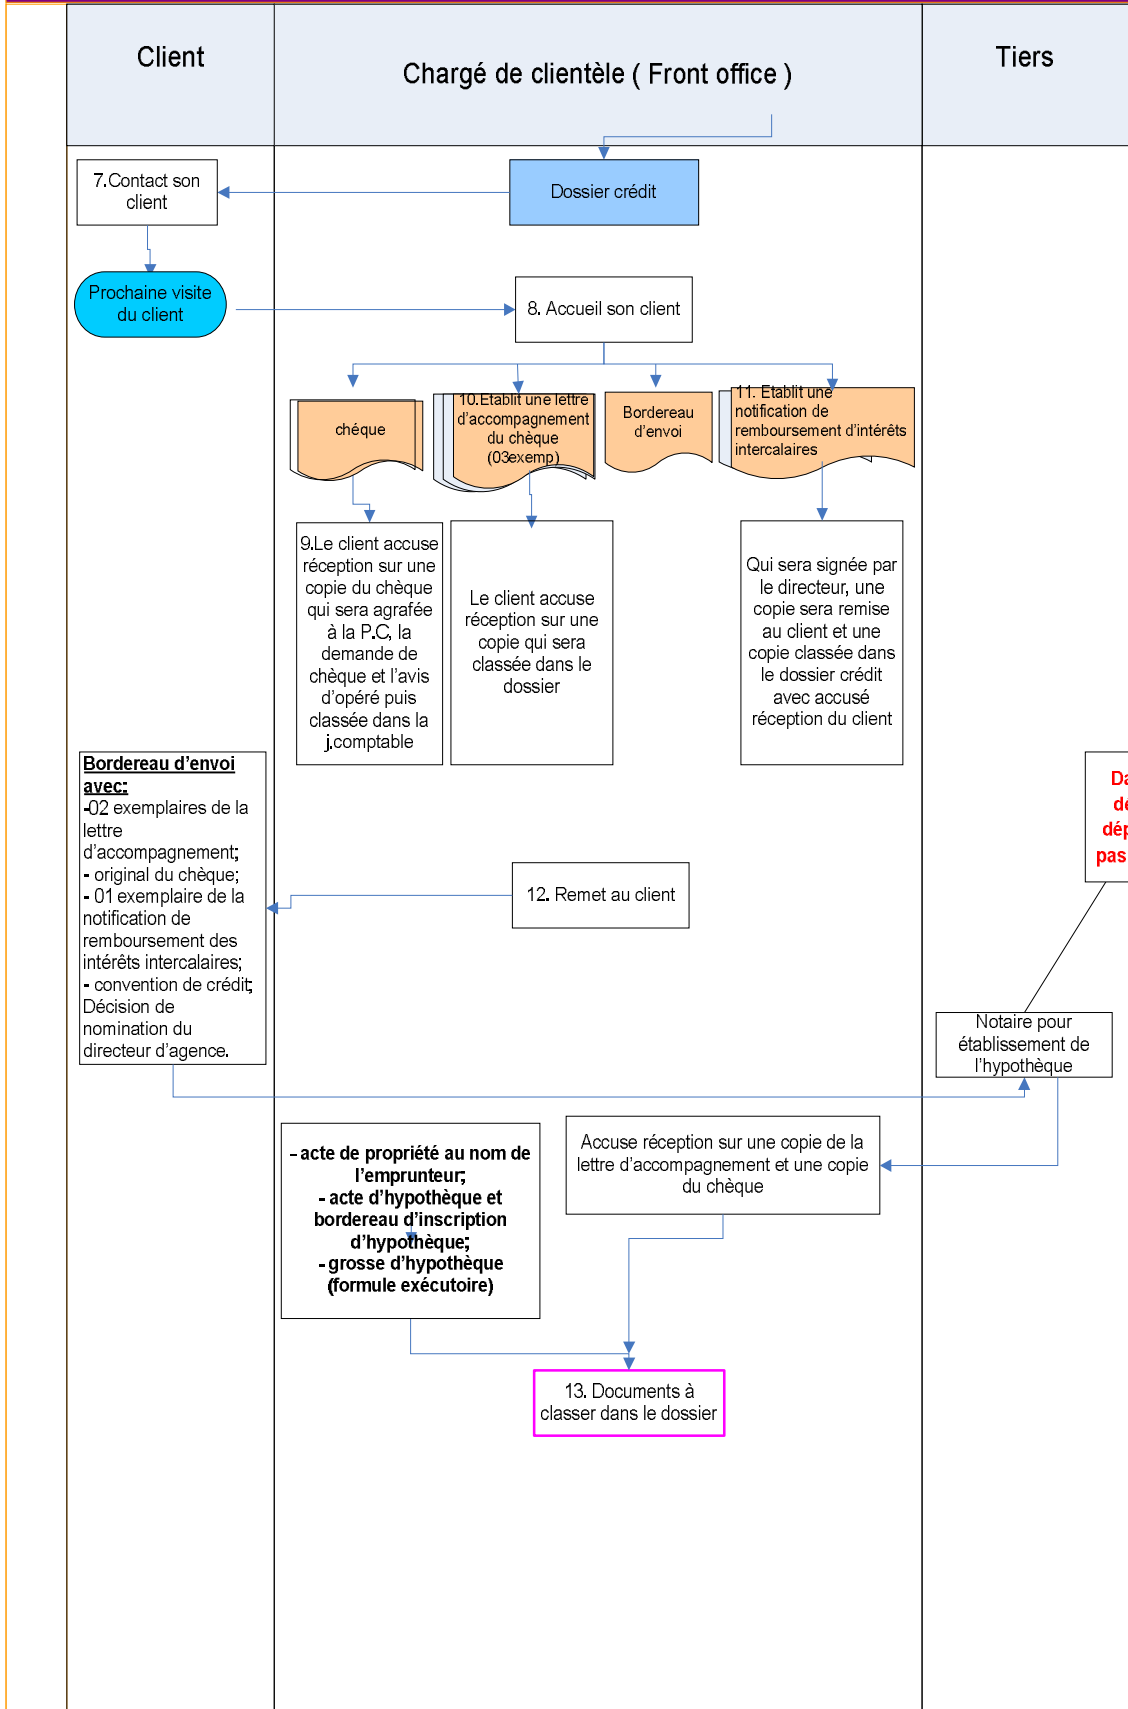 Client
Chargé de clientèle ( Front office )
Tiers
7.Contact son
client
Dossier crédit
Prochaine visite
du client
8. Accueil son client
chéque
10.Etablit une lettre
d'accompagnement
du chèque
(03exemp)
Bordereau
d'envoi
11. Etablit une
notification de
remboursement d'intérêts
intercalaires
9.Le client accuse
réception sur une
copie du chèque
qui sera agrafée
à la P.C, la
demande de
chèque et l'avis
d'opéré puis
classée dans la
j.comptable
Le client accuse
réception sur une
copie qui sera
classée dans le
dossier
Qui sera signée par
le directeur, une
copie sera remise
au client et une
copie classée dans
le dossier crédit
avec accusé
réception du client
Bordereau d'envoi
avec:
-02 exemplaires de la
lettre
d'accompagnement;
- original du chèque;
- 01 exemplaire de la
notification de
remboursement des
intérêts intercalaires;
- convention de crédit;
Décision de
nomination du
directeur d'agence.
12. Remet au client
pas
Notaire pour
établissement de
l'hypothèque
- acte de propriété au nom de
l'emprunteur;
- acte d'hypothèque et
bordereau d'inscription
d'hypothèque;
- grosse d'hypothèque
(formule exécutoire)
Accuse réception sur une copie de la
lettre d'accompagnement et une copie
du chèque
13. Documents à
classer dans le dossier